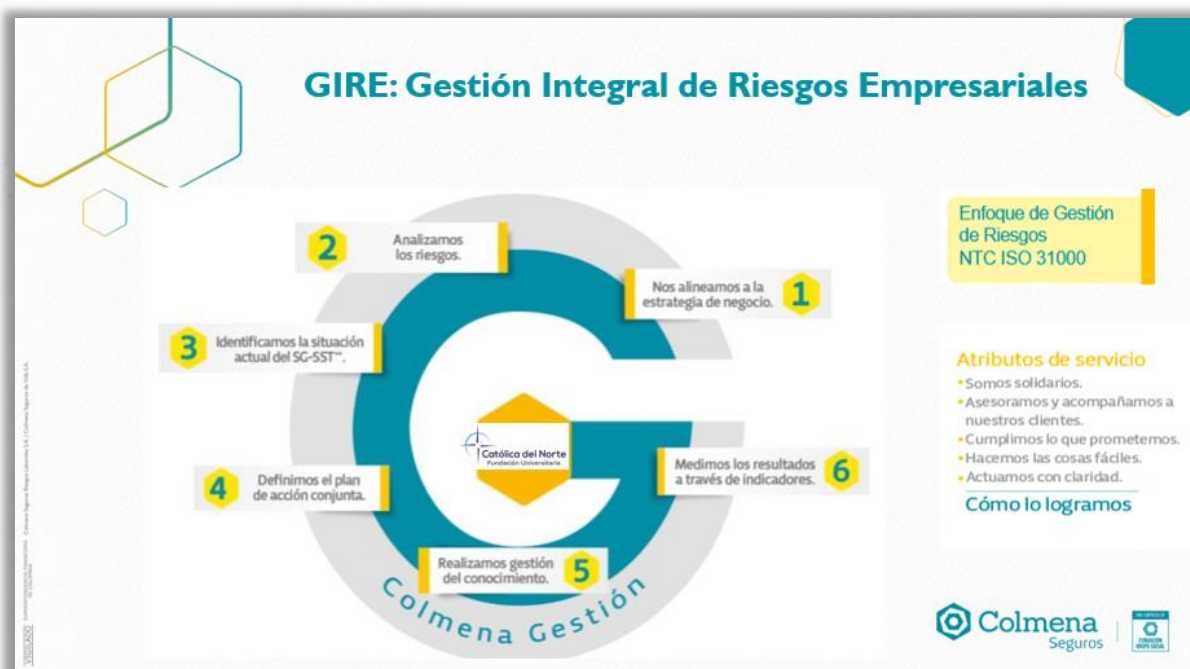 GIRE: Gestión Integral de Riesgos Empresariales
2
Analizamos
los riesgos.
Nos alineamos a la
estrategia de negocio.
1
3
Identificamos la situación
actual del SG-SST**.
Católica del Norte
Fundación Universitaria
4
Definimos el plan
de acción conjunta.
Medimos los resultados
a través de indicadores.
6
Realizamos gestión
del conocimiento.
5
Colmena Gestión
Enfoque de Gestión
de Riesgos
NTC ISO 31000
Atributos de servicio
• Somos solidarios.
• Asesoramos y acompañamos a
nuestros clientes.
• Cumplimos lo que prometemos.
• Hacemos las cosas fáciles.
• Actuamos con claridad.
Cómo lo logramos
Colmena
Seguros
FUNDACIÓN
GRUPO SOCIAL
VIGILADO